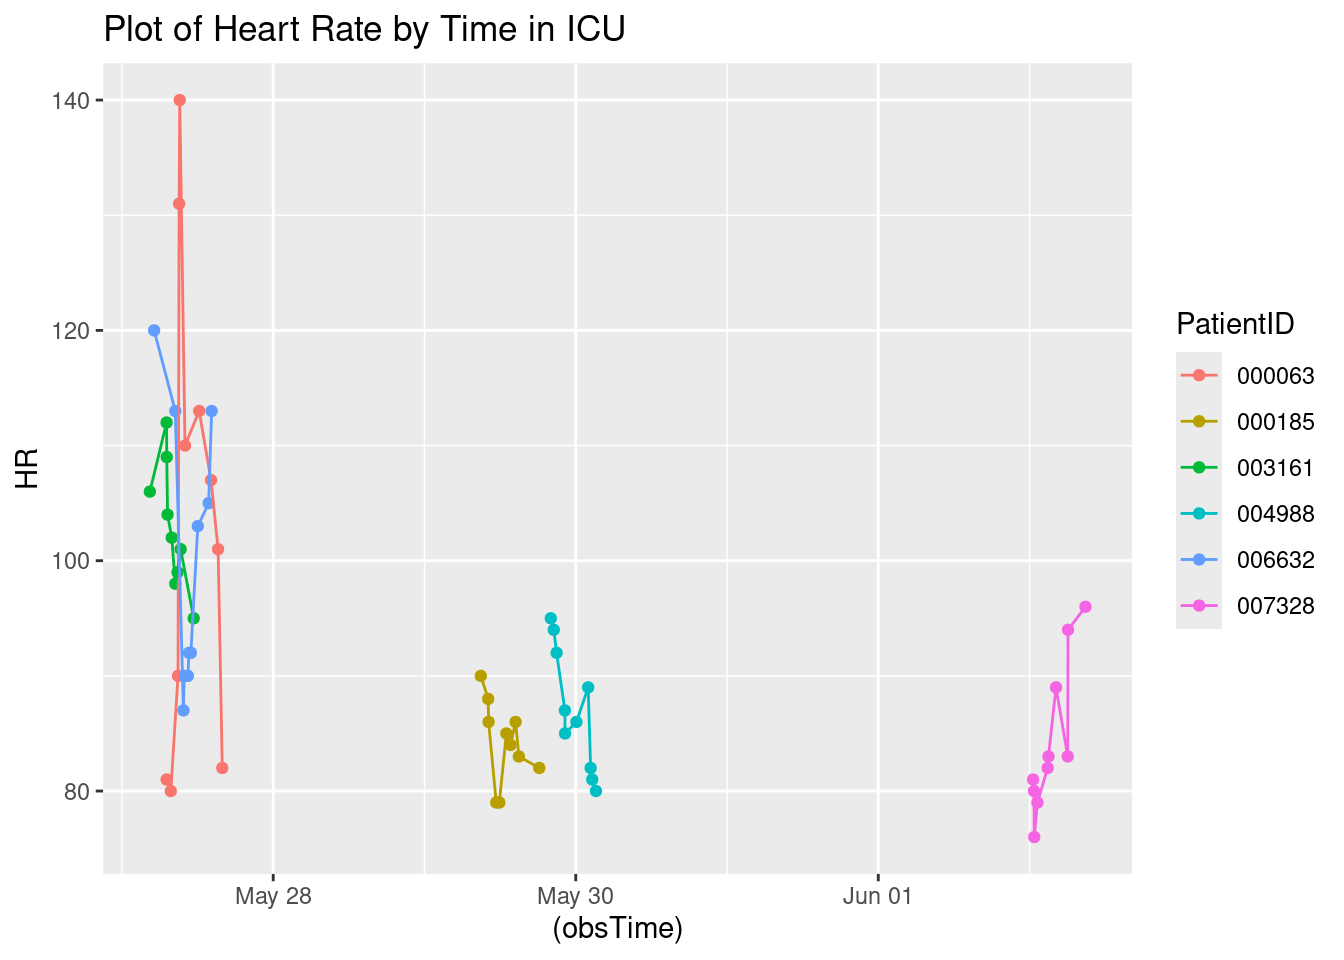 Plot of Heart Rate by Time in ICU
140
120
100
80
HR
May 28
May 30
Jun 01
(obsTime)
PatientID
000063
000185
003161
004988
006632
007328